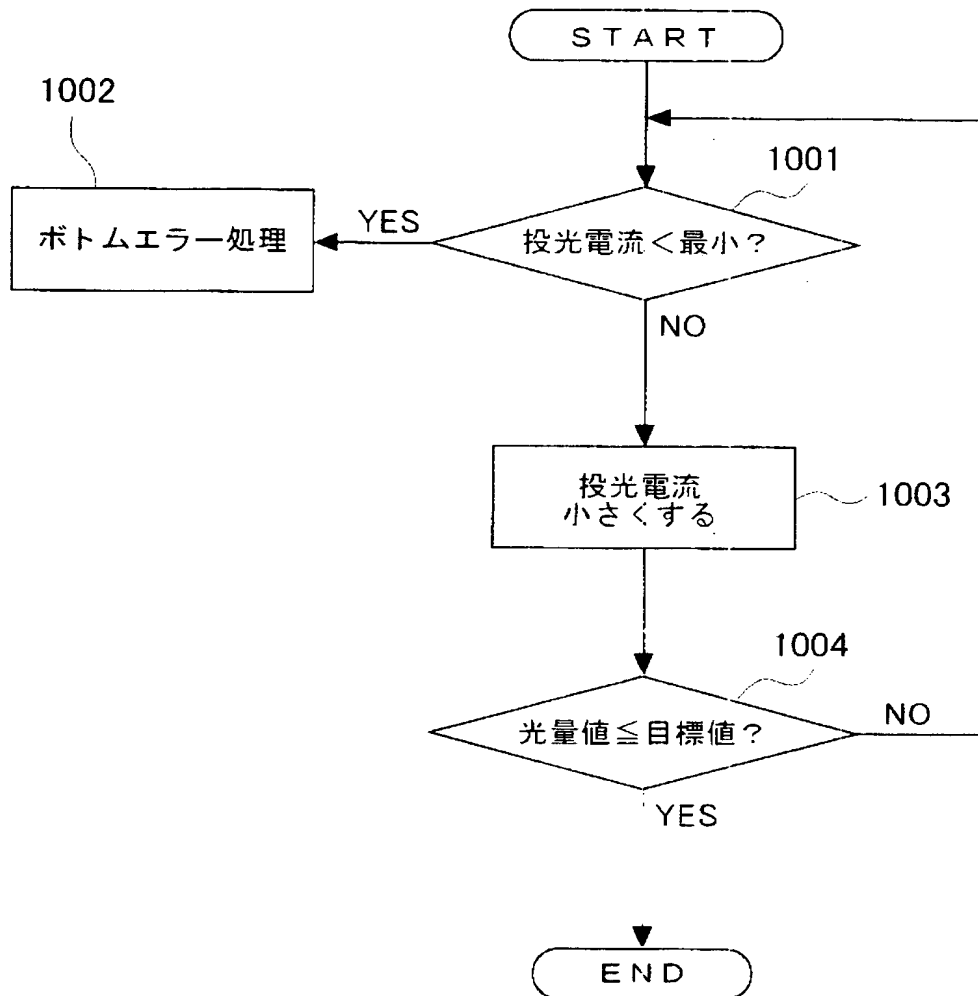 START
1002
1001
ボトムエラー処理
YES
投光電流<最小?
NO
投光電流
小さくする
1003
1004
光量値≦目標値?
NO
YES
END